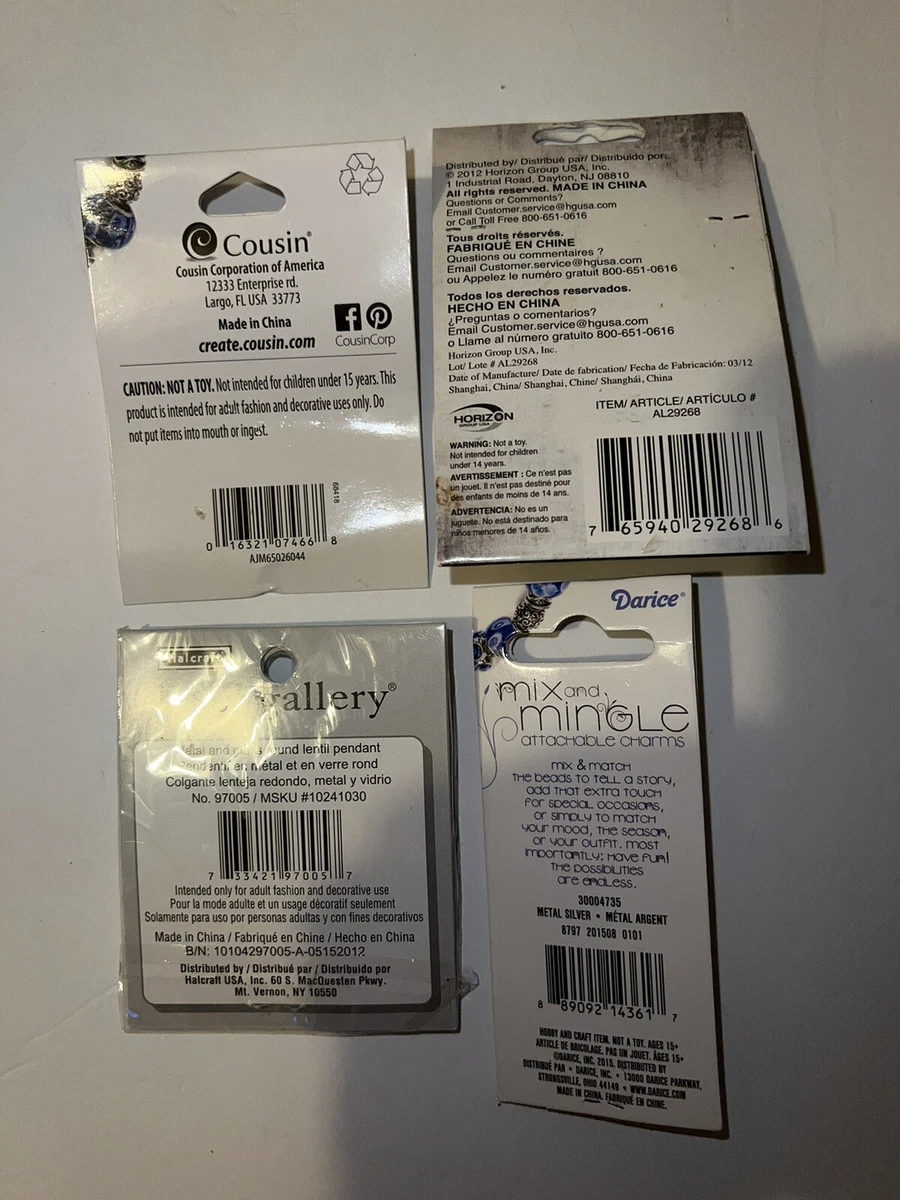 Cousin®
Cousin Corporation of America
12333 Enterprise rd.
Largo, FL USA 33773
Made in China
create.cousin.com
CousinCorp
CAUTION: NOT A TOY. Not intended for children under 15 years. This
product is intended for adult fashion and decorative uses only. Do
not put items into mouth or ingest.
68418
0 16321 07466 8
AJM65026044
Distributed by/ Distribué par/ Distribuido por:
© 2012 Horizon Group USA, Inc.
1 Industrial Road, Dayton, NJ 08810
All rights reserved. MADE IN CHINA
Questions or Comments?
Email Customer.service@hgusa.com
or Call Toll Free 800-651-0616
Tous droits réservés.
FABRIQUÉ EN CHINE
Questions ou commentaires ?
Email Customer.service@hgusa.com
ou Appelez le numéro gratuit 800-651-0616
Todos los derechos reservados.
HECHO EN CHINA
¿Preguntas o comentarios?
Email Customer.service@hgusa.com
o Llame al número gratuito 800-651-0616
Horizon Group USA, Inc.
Lot/ Lote # AL29268
Date of Manufacture/ Date de fabrication/ Fecha de Fabricación: 03/12
Shanghai, China/ Shanghai, Chine/ Shanghái, China
HORIZON
GROUP USA
ITEM/ ARTICLE/ ARTÍCULO #
AL29268
WARNING: Not a toy.
Not intended for children
under 14 years.
AVERTISSEMENT : Ce n'est pas
un jouet. Il n'est pas destiné pour
des enfants de moins de 14 ans.
ADVERTENCIA: No es un
juguete. No está destinado para
niños menores de 14 años.
7 65940 29268 6
Halcraft
gallery®
Metal and glass round lentil pendant
Pendentif en métal et en verre rond
Colgante lenteja redondo, metal y vidrio
No. 97005 / MSKU #10241030
7 33421 97005 7
Intended only for adult fashion and decorative use
Pour la mode adulte et un usage décoratif seulement
Solamente para uso por personas adultas y con fines decorativos
Made in China / Fabriqué en Chine / Hecho en China
B/N: 10104297005-A-05152012
Distributed by / Distribué par / Distribuido por
Halcraft USA, Inc. 60 S. MacQuesten Pkwy.
Mt. Vernon, NY 10550
Darice®
mix and
mingle
attachable charms
mix & match
the beads to tell a story,
add that extra touch
for special occasions,
or simply to match
your mood, the season,
or your outfit. most
importantly: have fun!
the possibilities
are endless.
30004735
METAL SILVER • MÉTAL ARGENT
8797 201508 0101
8 89092 14361 7
HOBBY AND CRAFT ITEM. NOT A TOY. AGES 15+
ARTICLE DE BRICOLAGE. PAS UN JOUET. ÂGES 15+
©DARICE, INC. 2015. DISTRIBUTED BY
DISTRIBUÉ PAR • DARICE, INC. • 13000 DARICE PARKWAY,
STRONGSVILLE, OHIO 44149 • WWW.DARICE.COM
MADE IN CHINA. FABRIQUÉ EN CHINE.